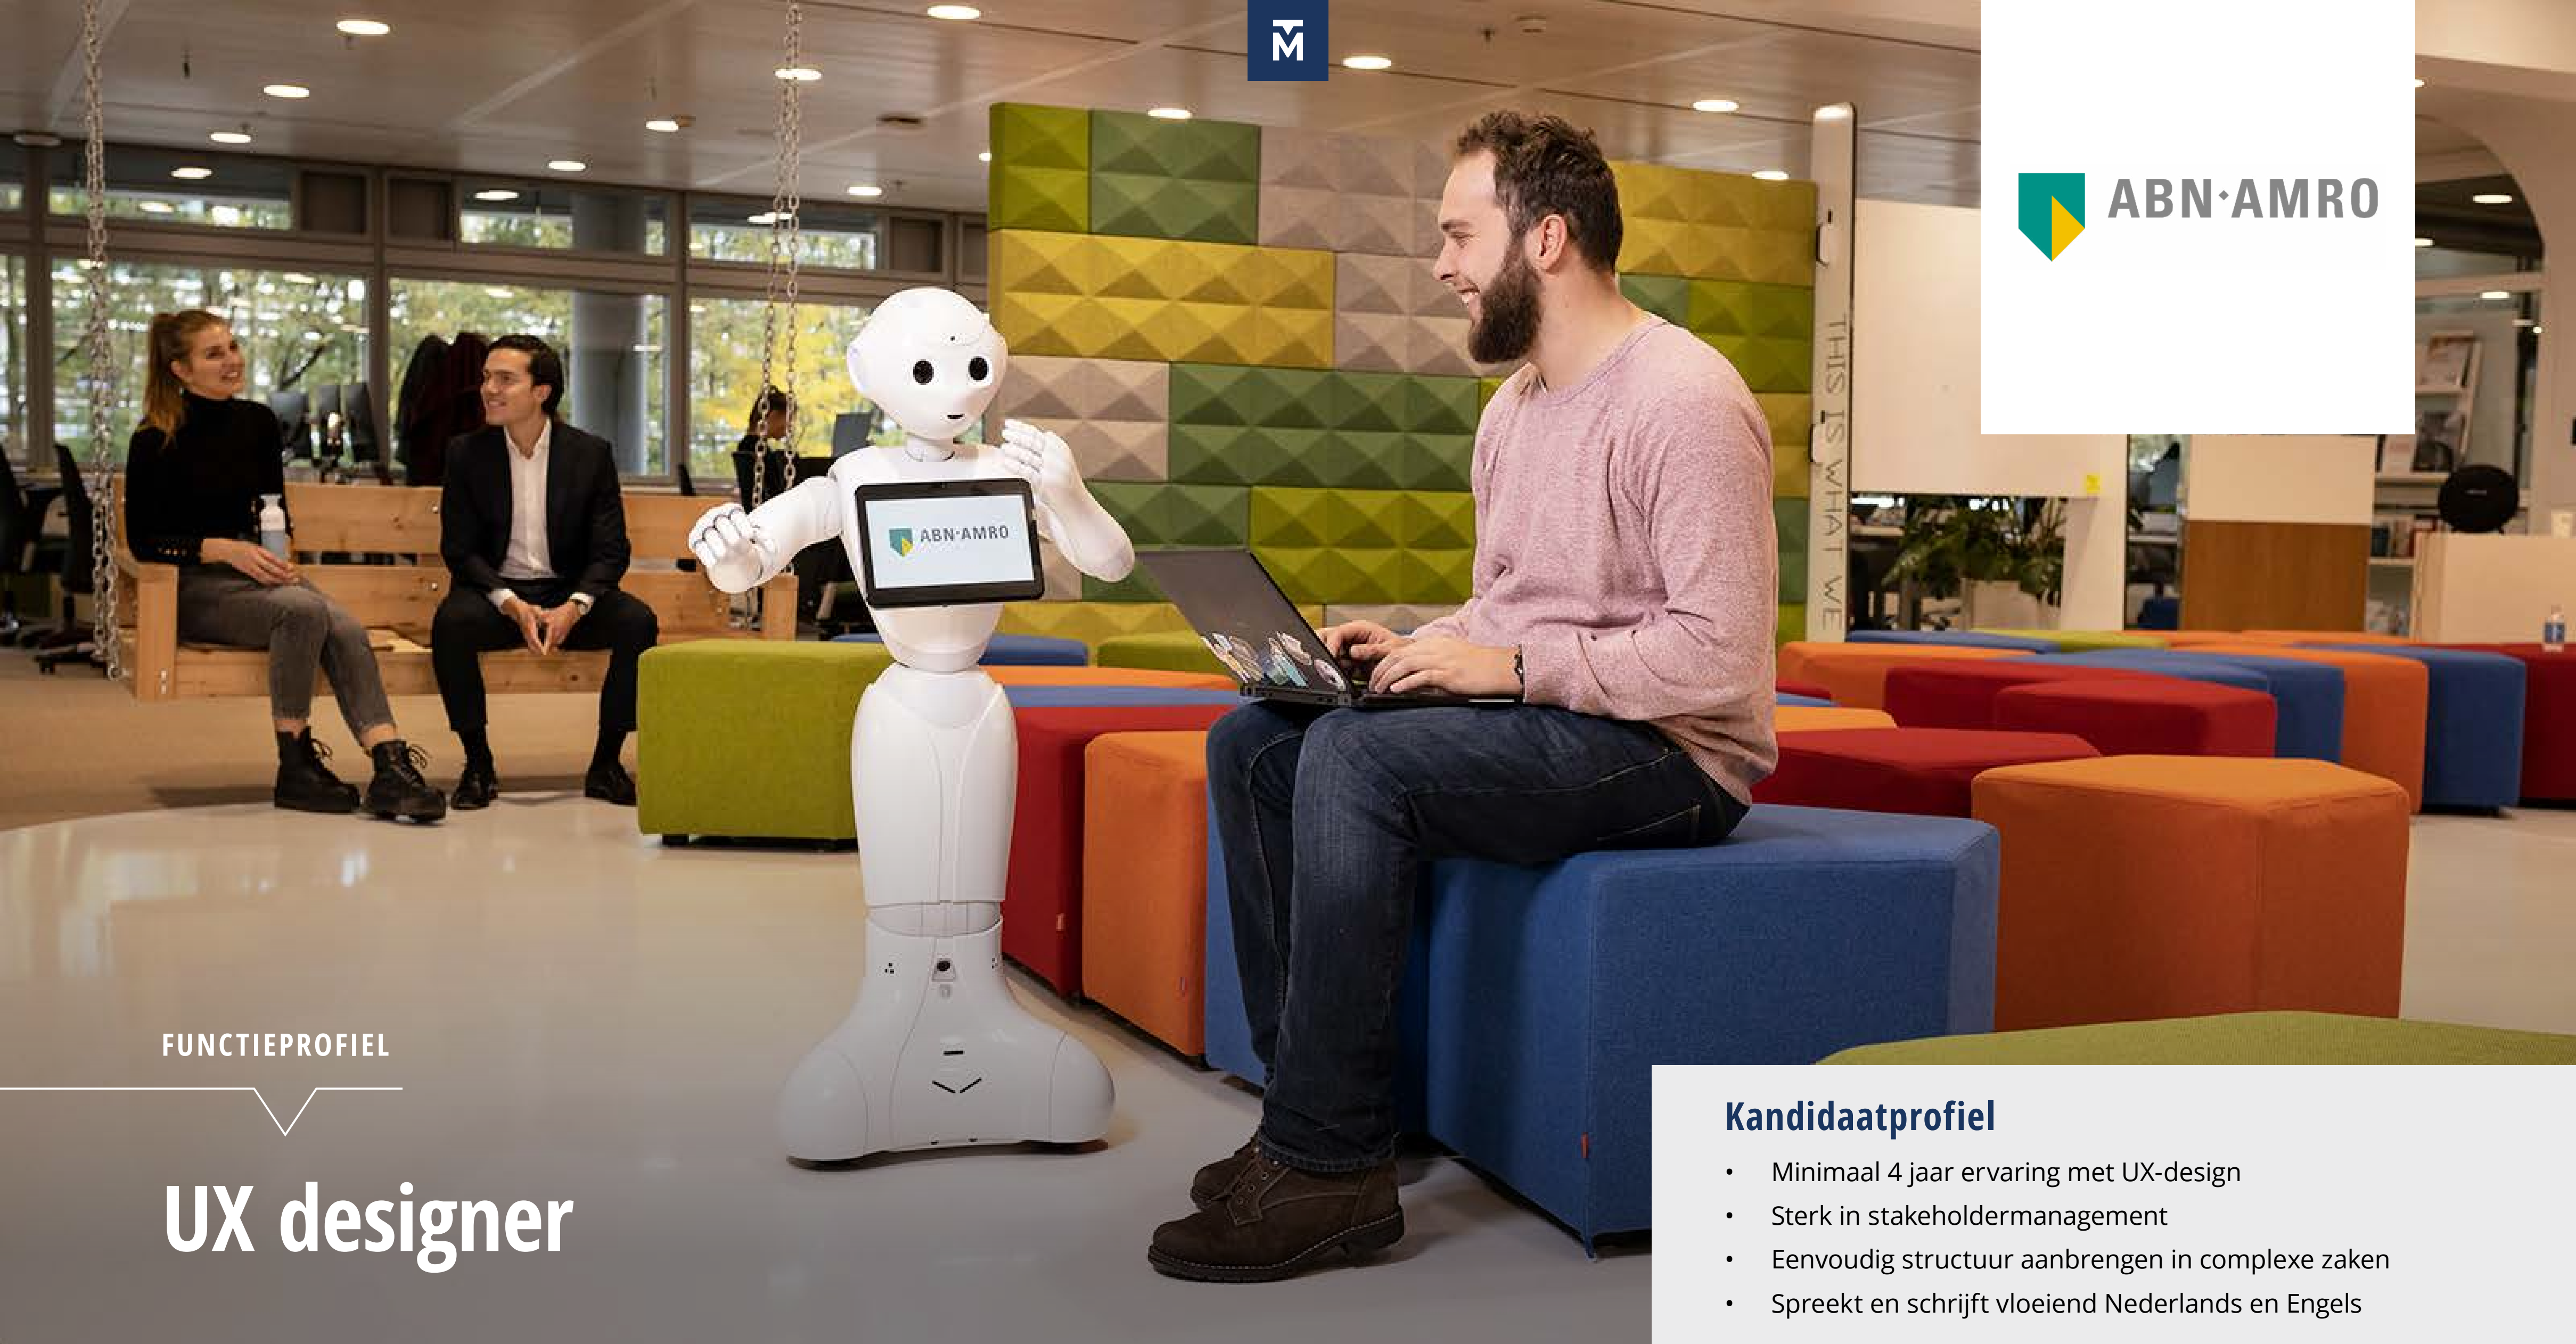 TM
ABN·AMRO
THIS IS WHAT WE
ABN·AMRO
FUNCTIEPROFIEL
UX designer
Kandidaatprofiel
• Minimaal 4 jaar ervaring met UX-design
• Sterk in stakeholdermanagement
• Eenvoudig structuur aanbrengen in complexe zaken
• Spreekt en schrijft vloeiend Nederlands en Engels